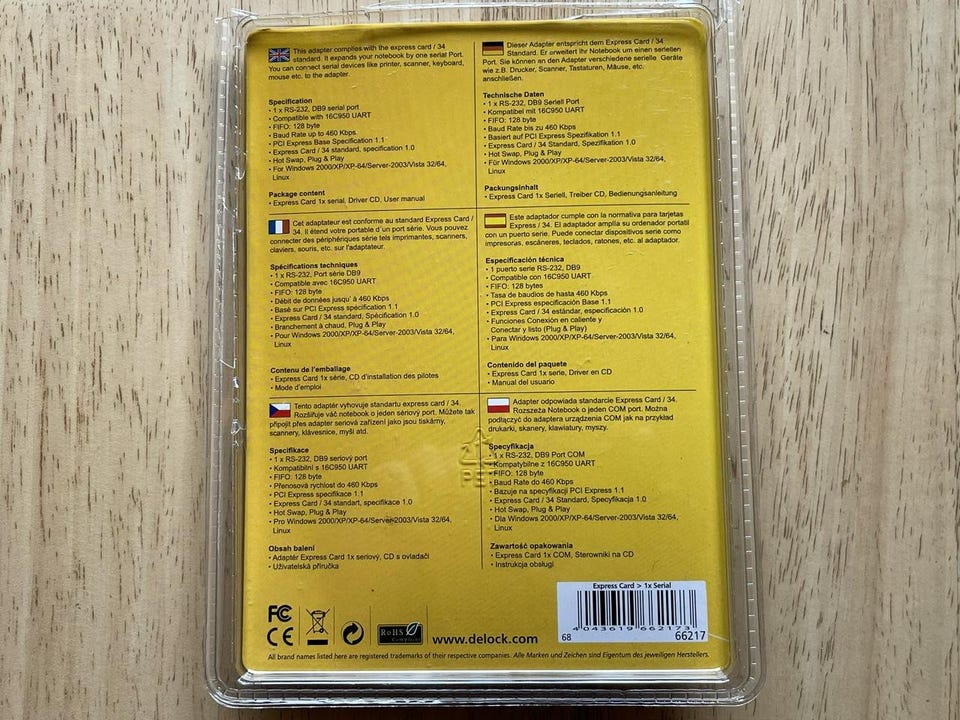 This adapter complies with the express card / 34
standard. It expands your notebook by one serial Port.
You can connect serial devices like printer, scanner, keyboard,
mouse etc. to the adapter.
Specification
• 1 x RS-232, DB9 serial port
• Compatible with 16C950 UART
• FIFO: 128 byte
• Baud Rate up to 460 Kbps
• PCI Express Base Specification 1.1
• Express Card / 34 standard, specification 1.0
• Hot Swap, Plug & Play
• For Windows 2000/XP/XP-64/Server-2003/Vista 32/64,
Linux
Package content
• Express Card 1x serial, Driver CD, User manual
Dieser Adapter entspricht dem Express Card / 34
Standard. Er erweitert Ihr Notebook um einen seriellen
Port. Sie können an den Adapter verschiedene serielle Geräte
wie z.B. Drucker, Scanner, Tastaturen, Mäuse, etc.
anschließen.
Technische Daten
• 1 x RS-232, DB9 Seriell Port
• Kompatibel mit 16C950 UART
• FIFO: 128 byte
• Baud Rate bis zu 460 Kbps
• Basiert auf PCI Express Spezifikation 1.1
• Express Card / 34 Standard, Spezifikation 1.0
• Hot Swap, Plug & Play
• Für Windows 2000/XP/XP-64/Server-2003/Vista 32/64,
Linux
Packungsinhalt
• Express Card 1x Seriell, Treiber CD, Bedienungsanleitung
Cet adaptateur est conforme au standard Express Card /
34. Il étend votre portable d´un port série. Vous pouvez
connecter des périphériques série tels imprimantes, scanners,
claviers, souris, etc. sur l'adaptateur.
Spécifications techniques
• 1 x RS-232, Port série DB9
• Compatible avec 16C950 UART
• FIFO: 128 byte
• Débit de données jusqu' à 460 Kbps
• Basé sur PCI Express spécification 1.1
• Express Card / 34 standard, Spécification 1.0
• Branchement à chaud, Plug & Play
• Pour Windows 2000/XP/XP-64/Server-2003/Vista 32/64,
Linux
Contenu de l'emballage
• Express Card 1x série, CD d'installation des pilotes
• Mode d'emploi
Este adaptador cumple con la normativa para tarjetas
Express / 34. El adaptador amplía su ordenador portatil
con un puerto serie. Puede conectar dispositivos serie como
impresoras, escáneres, teclados, ratones, etc. al adaptador.
Especificación técnica
• 1 puerto serie RS-232, DB9
• Compatible con 16C950 UART
• FIFO: 128 bytes
• Tasa de baudios de hasta 460 Kbps
• PCI Express especificación Base 1.1
• Express Card / 34 estándar, especificación 1.0
• Funciones Conexión en caliente y
Conectar y listo (Plug & Play)
• Para Windows 2000/XP/XP-64/Server-2003/Vista 32/64,
Linux
Contenido del paquete
• Express Card 1x serie, Driver en CD
• Manual del usuario
Tento adaptér vyhovuje standartu express card / 34.
Rozšiřuje váč notebook o jeden sériový port. Můžete tak
připojit přes adapter seriová zařízení jako jsou tiskárny,
scannery, klávesnice, myši atd.
Specifikace
• 1 x RS-232, DB9 seriový port
• Kompatibilní s 16C950 UART
• FIFO: 128 byte
• Přenosová rychlost do 460 Kbps
• PCI Express specifikace 1.1
• Express Card / 34 standart, specifikace 1.0
• Hot Swap, Plug & Play
• Pro Windows 2000/XP/XP-64/Server-2003/Vista 32/64,
Linux
Obsah balení
• Adaptér Express Card 1x seriový, CD s ovladači
• Uživatelská příručka
Adapter odpowiada standarcie Express Card / 34.
Rozszeża Notebook o jeden COM port. Można
podłączyć do adaptera urządzenia COM jak na przykład
drukarki, skanery, klawiatury, myszy.
Specyfikacja
• 1 x RS-232, DB9 Port COM
• Kompatybilne z 16C950 UART
• FIFO: 128 byte
• Baud Rate do 460 Kbps
• Bazuje na specyfikacji PCI Express 1.1
• Express Card / 34 Standard, Specyfikacja 1.0
• Hot Swap, Plug & Play
• Dla Windows 2000/XP/XP-64/Server-2003/Vista 32/64,
Linux
Zawartość opakowania
• Express Card 1x COM, Sterowniki na CD
• Instrukcja obsługi
PET
FC
CE
RoHS
Compliant
www.delock.com
Express Card > 1x Serial
4 043619 662173
68
66217
All brand names listed here are registered trademarks of their respective companies. Alle Marken und Zeichen sind Eigentum des jeweiligen Herstellers.